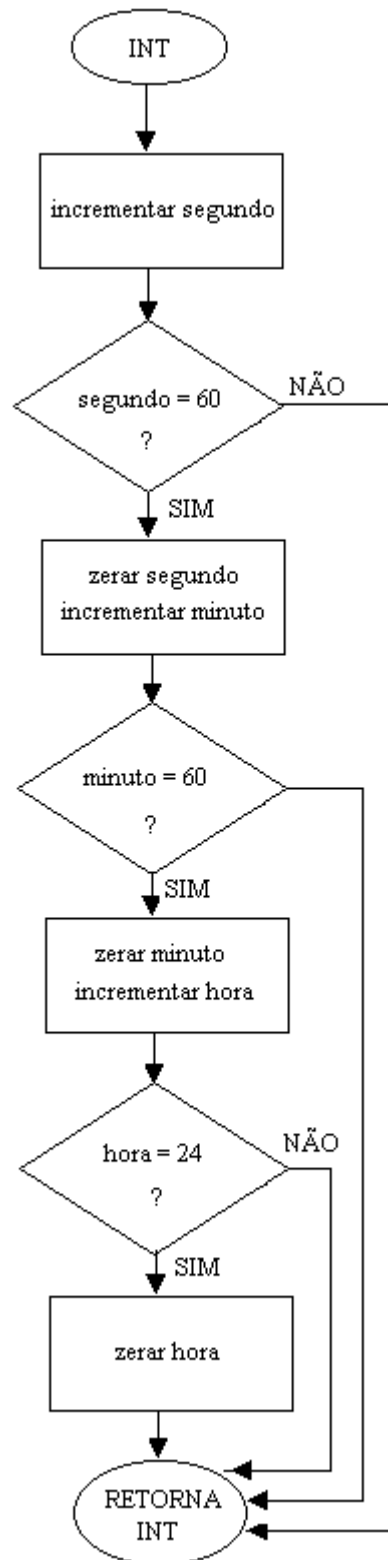 INT
incrementar segundo
segundo = 60
?
NÃO
SIM
zerar segundo
incrementar minuto
minuto = 60
?
SIM
zerar minuto
incrementar hora
hora = 24
?
NÃO
SIM
zerar hora
RETORNA
INT